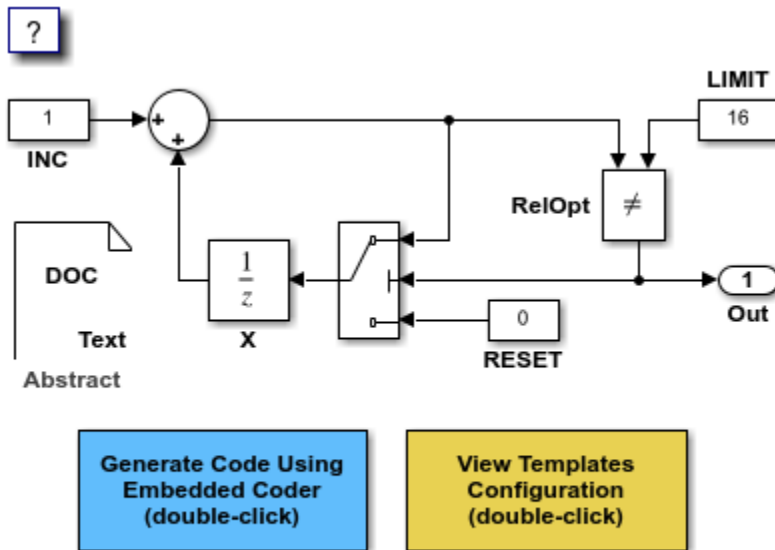 ?
LIMIT
1
16
INC
+
+
RelOpt
≠
DOC
1
z
1
Out
Text
X
0
RESET
Abstract
Generate Code Using
Embedded Coder
(double-click)
View Templates
Configuration
(double-click)